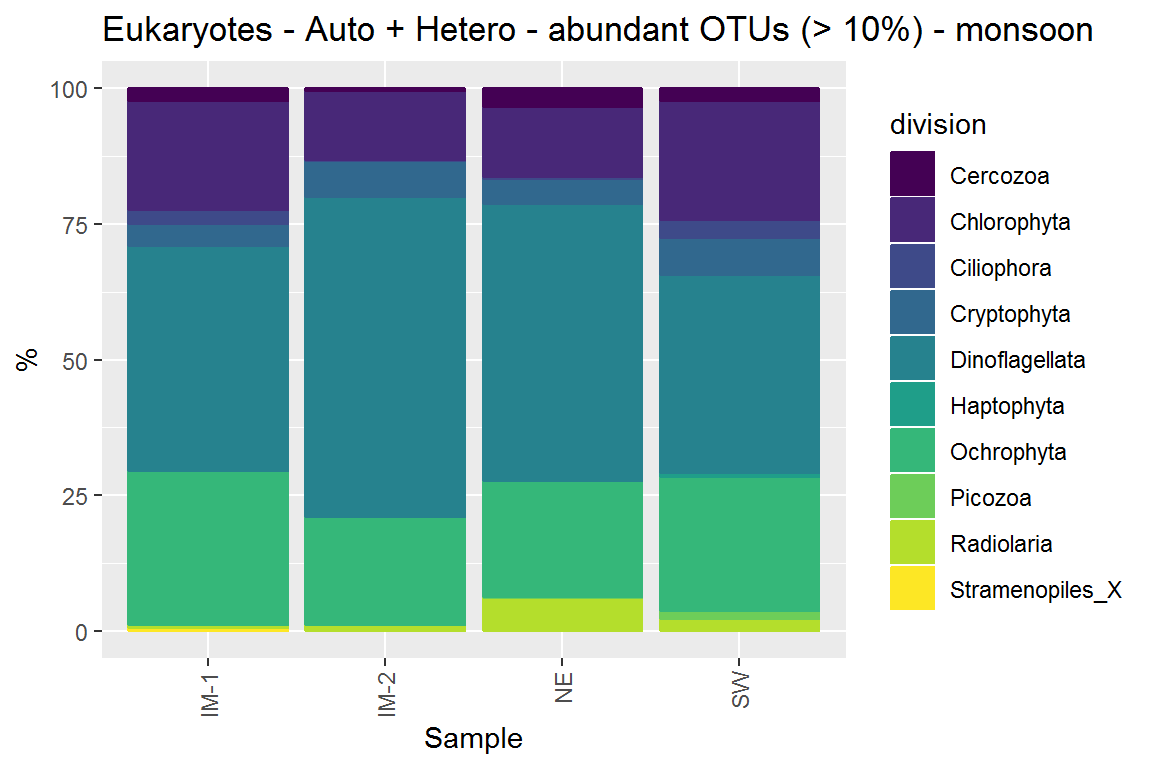 Eukaryotes - Auto + Hetero - abundant OTUs (> 10%) - monsoon
100
75
50
25
0
%
IM-1
IM-2
NE
SW
Sample
division
Cercozoa
Chlorophyta
Ciliophora
Cryptophyta
Dinoflagellata
Haptophyta
Ochrophyta
Picozoa
Radiolaria
Stramenopiles_X